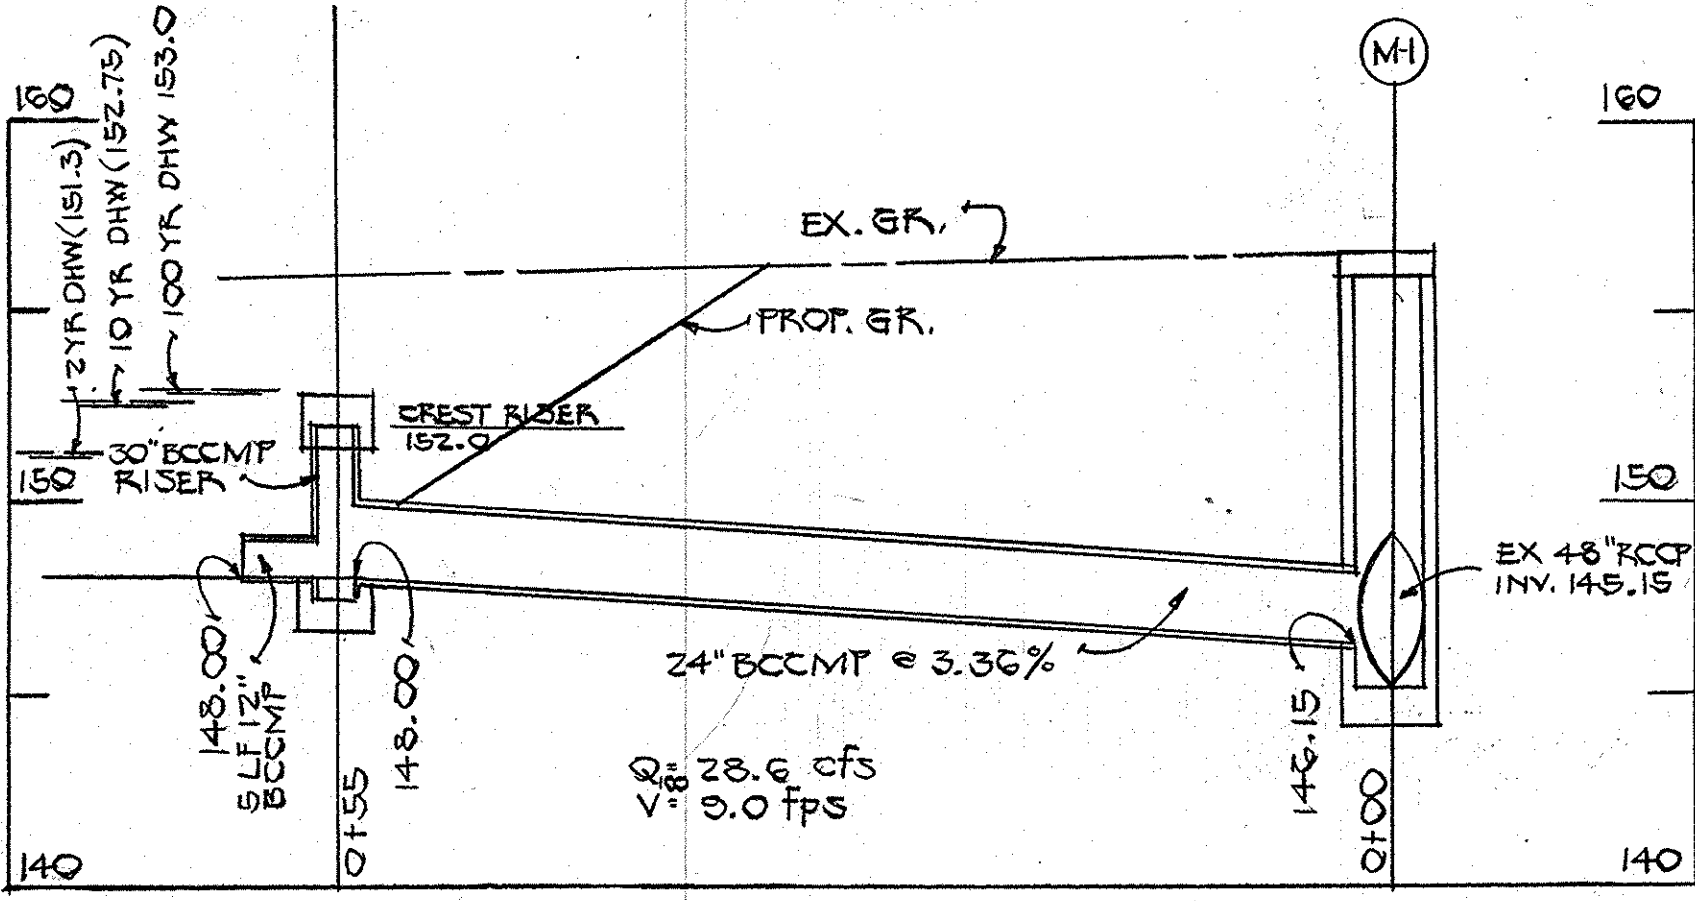 M-1
160
2YR DHW (151.3)
10 YR DHW (152.75)
100 YR DHW 153.0
160
EX. GR.
PROP. GR.
CREST RISER
152.0
30" BCCMP
RISER
150
150
EX 48" RCCP
INV. 145.15
24" BCCMP @ 3.36%
148.00
5 LF 12"
BCCMP
148.00
146.15
Q= 28.6 cfs
V= 9.0 fps
0+55
0+00
140
140